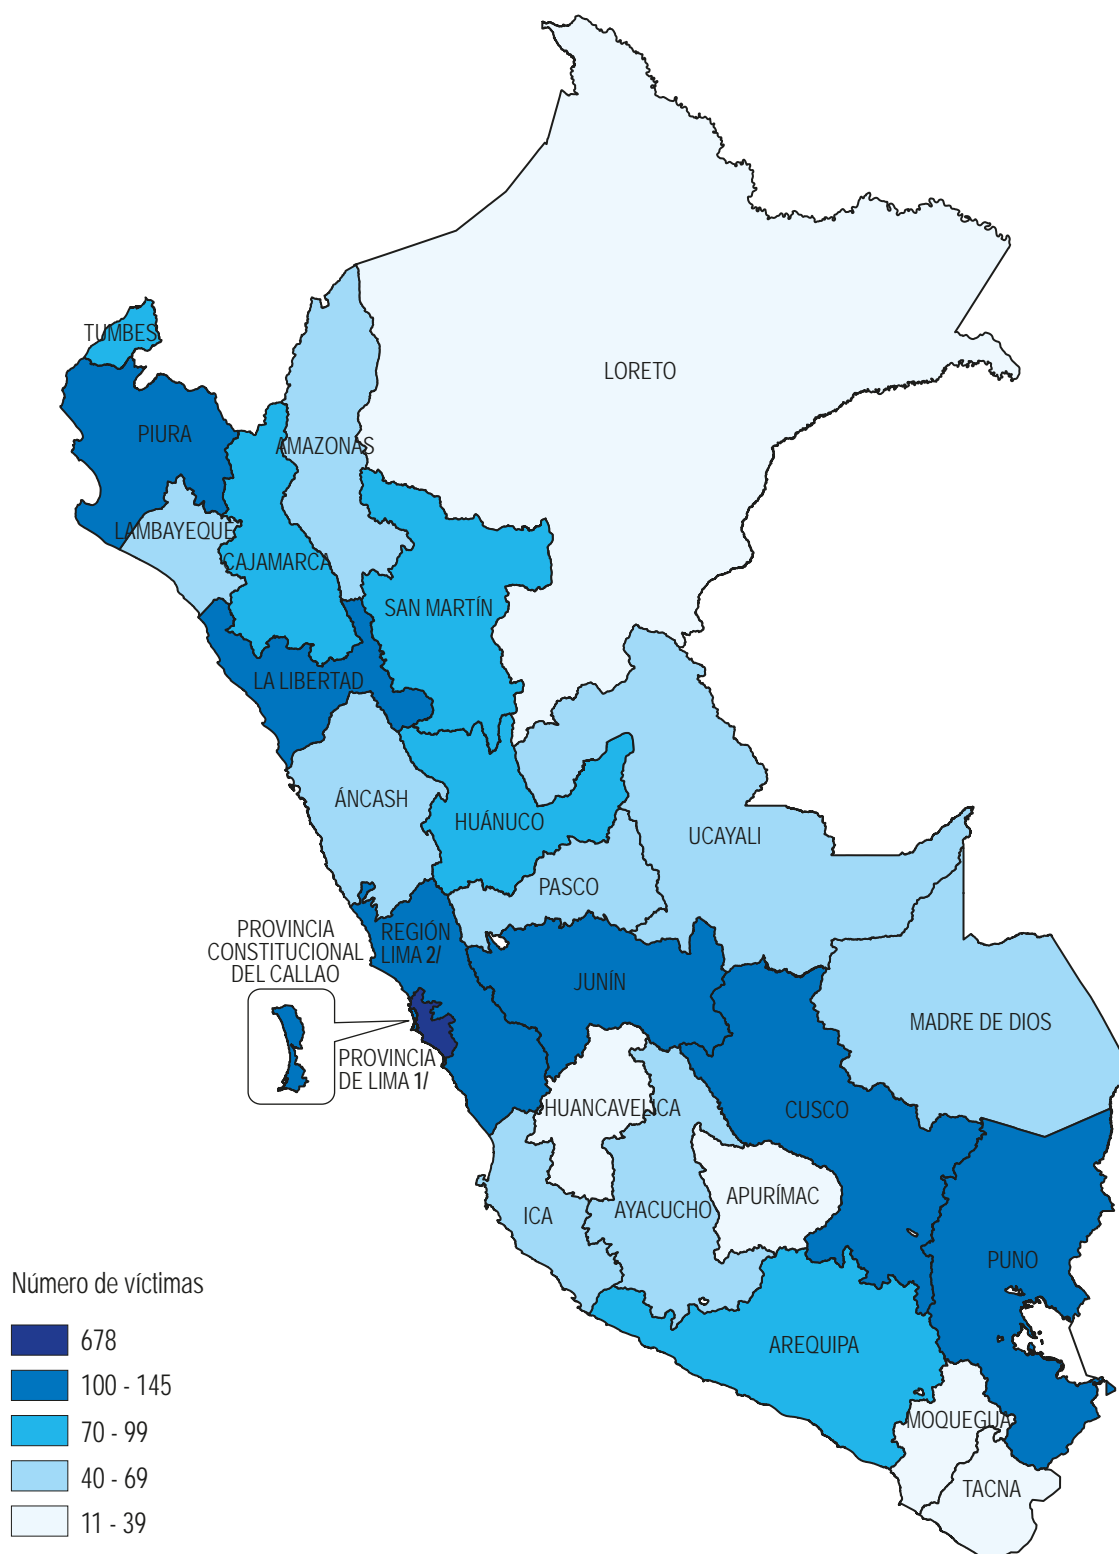 TUMBES
LORETO
PIURA
AMAZONAS
LAMBAYEQUE
CAJAMARCA
SAN MARTÍN
LA LIBERTAD
ÁNCASH
HUÁNUCO
UCAYALI
PASCO
PROVINCIA
CONSTITUCIONAL
DEL CALLAO
REGIÓN
LIMA 2/
JUNÍN
MADRE DE DIOS
PROVINCIA
DE LIMA 1/
HUANCAVELICA
CUSCO
APURÍMAC
AYACUCHO
ICA
PUNO
AREQUIPA
MOQUEGUA
TACNA
Número de víctimas
678
100 - 145
70 - 99
40 - 69
11 - 39